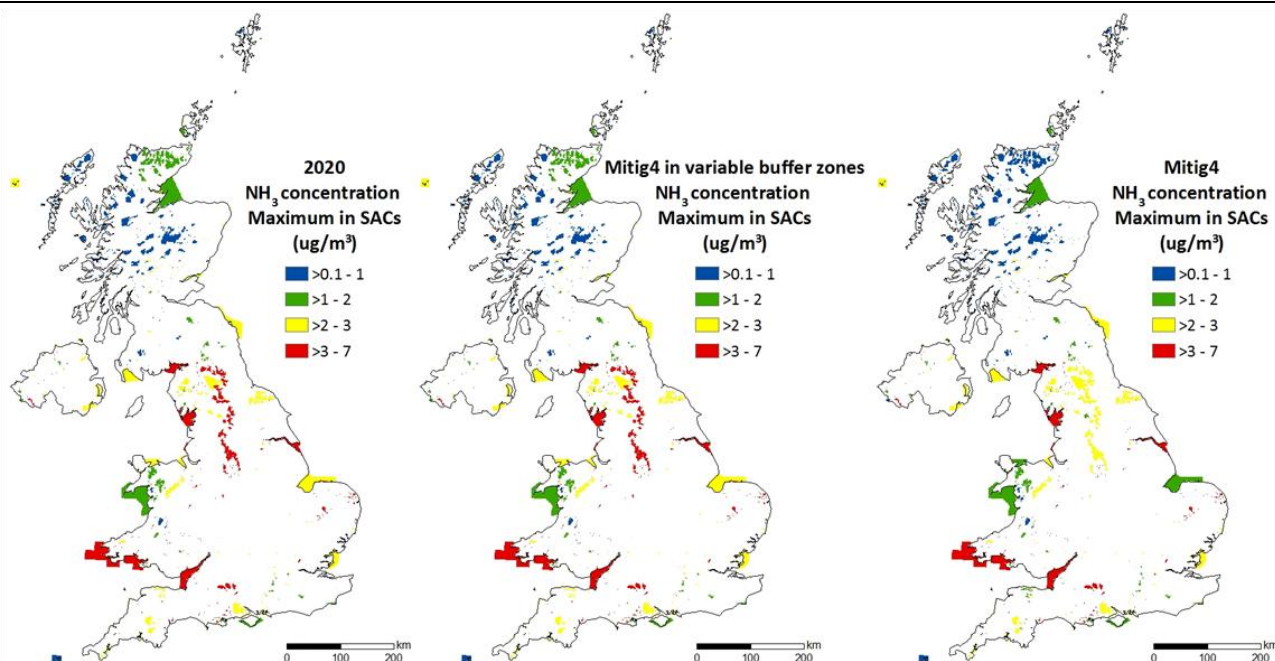 2020
NH₃ concentration
Maximum in SACs
(ug/m³)
>0.1 - 1
>1 - 2
>2 - 3
>3 - 7
km
0 100 200
Mitig4 in variable buffer zones
NH₃ concentration
Maximum in SACs
(ug/m³)
>0.1 - 1
>1 - 2
>2 - 3
>3 - 7
km
0 100 200
Mitig4
NH₃ concentration
Maximum in SACs
(ug/m³)
>0.1 - 1
>1 - 2
>2 - 3
>3 - 7
km
0 100 200